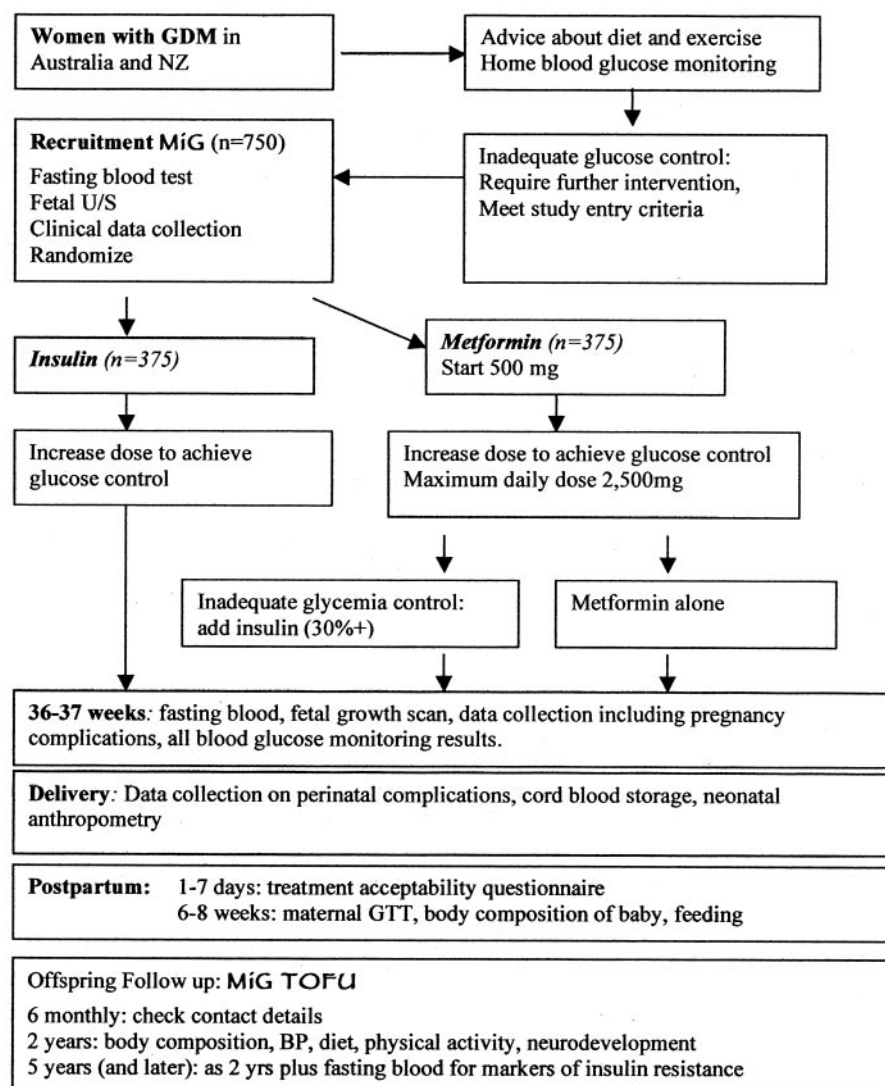 Women with GDM in
Australia and NZ
Advice about diet and exercise
Home blood glucose monitoring
Inadequate glucose control:
Require further intervention,
Meet study entry criteria
Recruitment MiG (n=750)
Fasting blood test
Fetal U/S
Clinical data collection
Randomize
Insulin (n=375)
Metformin (n=375)
Start 500 mg
Increase dose to achieve
glucose control
Increase dose to achieve glucose control
Maximum daily dose 2,500mg
Inadequate glycemia control:
add insulin (30%+)
Metformin alone
36-37 weeks: fasting blood, fetal growth scan, data collection including pregnancy
complications, all blood glucose monitoring results.
Delivery: Data collection on perinatal complications, cord blood storage, neonatal
anthropometry
Postpartum: 1-7 days: treatment acceptability questionnaire
6-8 weeks: maternal GTT, body composition of baby, feeding
Offspring Follow up: MiG TOFU
6 monthly: check contact details
2 years: body composition, BP, diet, physical activity, neurodevelopment
5 years (and later): as 2 yrs plus fasting blood for markers of insulin resistance